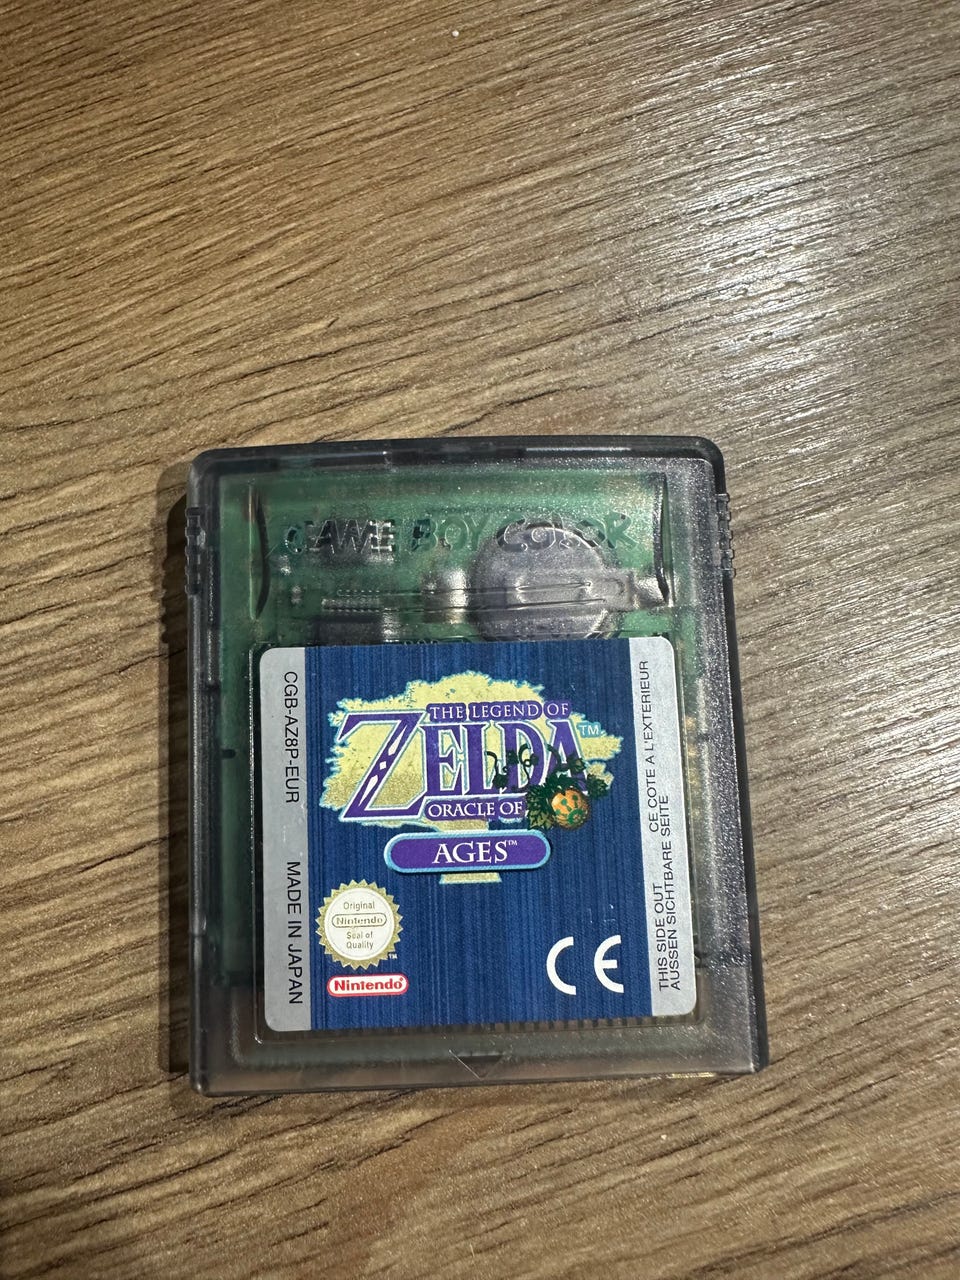 GAME BOY COLOR
CGB-AZ8P-EUR MADE IN JAPAN
THE LEGEND OF
ZELDA™
ORACLE OF
AGES™
Original
Nintendo
Seal of
Quality
™
Nintendo
CE
THIS SIDE OUT CE COTE A L'EXTERIEUR
AUSSEN SICHTBARE SEITE